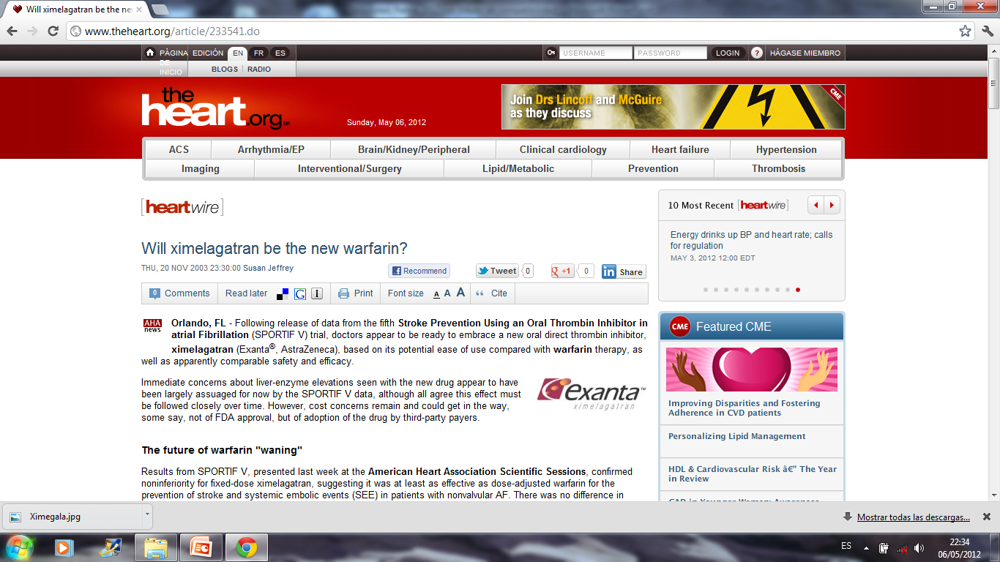 Will ximelagatran be the ne
www.theheart.org/article/233541.do
PÁGINA DE INICIO
EDICIÓN EN FR ES
USERNAME PASSWORD LOGIN ? HÁGASE MIEMBRO
BLOGS RADIO
the heart.org SM
Sunday, May 06, 2012
Join Drs Lincoff and McGuire
as they discuss
CME
ACS Arrhythmia/EP Brain/Kidney/Peripheral Clinical cardiology Heart failure Hypertension
Imaging Interventional/Surgery Lipid/Metabolic Prevention Thrombosis
[heartwire]
Will ximelagatran be the new warfarin?
THU, 20 NOV 2003 23:30:00 Susan Jeffrey
Recommend Tweet 0 +1 0 Share
0 Comments Read later Print Font size A A A Cite
AHA news
Orlando, FL - Following release of data from the fifth Stroke Prevention Using an Oral Thrombin Inhibitor in
atrial Fibrillation (SPORTIF V) trial, doctors appear to be ready to embrace a new oral direct thrombin inhibitor,
ximelagatran (Exanta®, AstraZeneca), based on its potential ease of use compared with warfarin therapy, as
well as apparently comparable safety and efficacy.
Immediate concerns about liver-enzyme elevations seen with the new drug appear to have
been largely assuaged for now by the SPORTIF V data, although all agree this effect must
be followed closely over time. However, cost concerns remain and could get in the way,
some say, not of FDA approval, but of adoption of the drug by third-party payers.
exanta™
ximelagatran
The future of warfarin "waning"
Results from SPORTIF V, presented last week at the American Heart Association Scientific Sessions, confirmed
noninferiority for fixed-dose ximelagatran, suggesting it was at least as effective as dose-adjusted warfarin for the
prevention of stroke and systemic embolic events (SEE) in patients with nonvalvular AF. There was no difference in
10 Most Recent [heartwire]
Energy drinks up BP and heart rate; calls
for regulation
MAY 3, 2012 12:00 EDT
CME Featured CME
Improving Disparities and Fostering
Adherence in CVD patients
Personalizing Lipid Management
HDL & Cardiovascular Risk â€" The Year
in Review
CAD in Younger Women: Awareness
Ximegala.jpg
Mostrar todas las descargas...
ES
22:34
06/05/2012